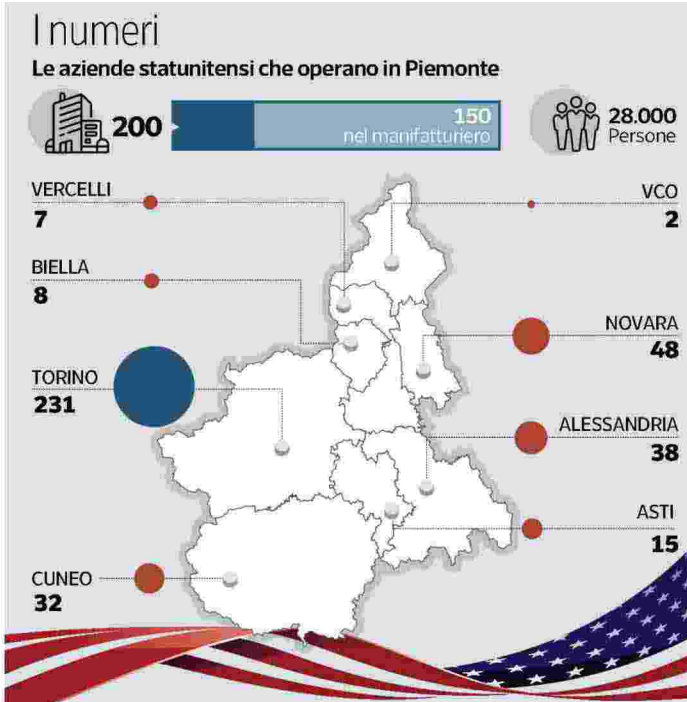 I numeri
Le aziende statunitensi che operano in Piemonte
200
150
nel manifatturiero
28.000
Persone
VERCELLI
7
BIELLA
8
TORINO
231
CUNEO
32
VCO
2
NOVARA
48
ALESSANDRIA
38
ASTI
15